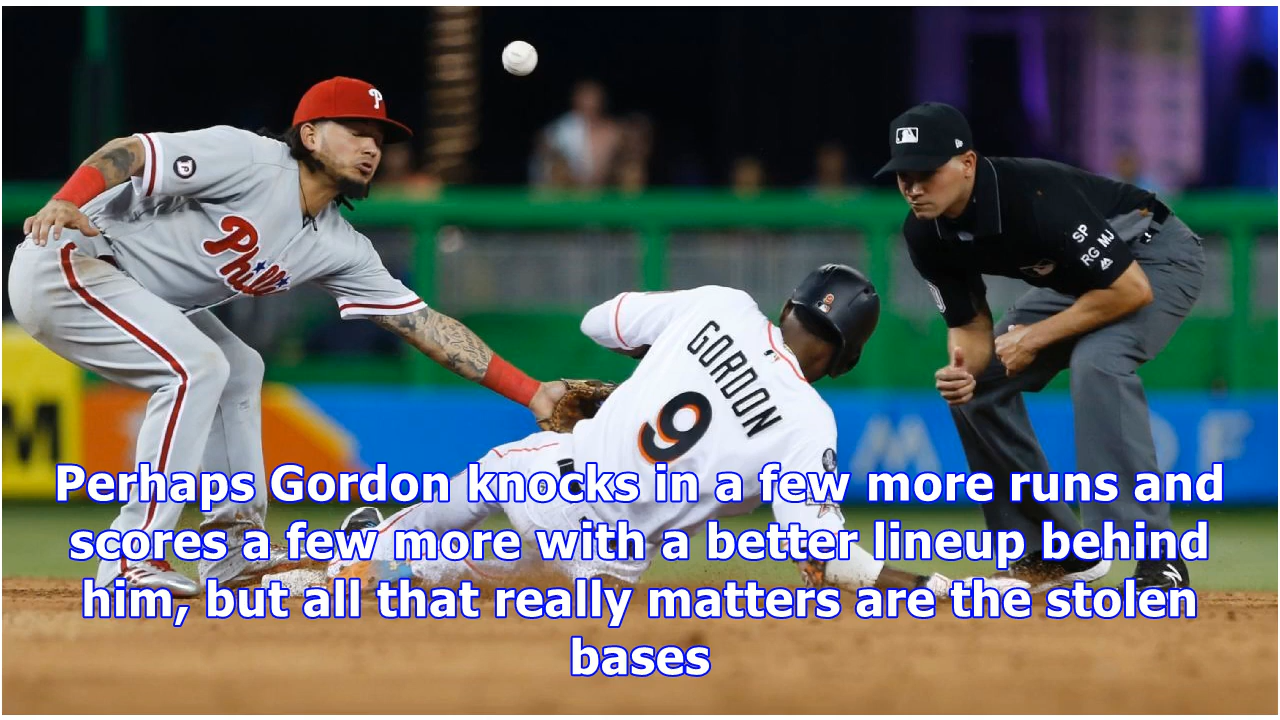 P
P
Phillies
SP
RG MJ
GORDON
9
M
Perhaps Gordon knocks in a few more runs and
scores a few more with a better lineup behind
him, but all that really matters are the stolen
bases